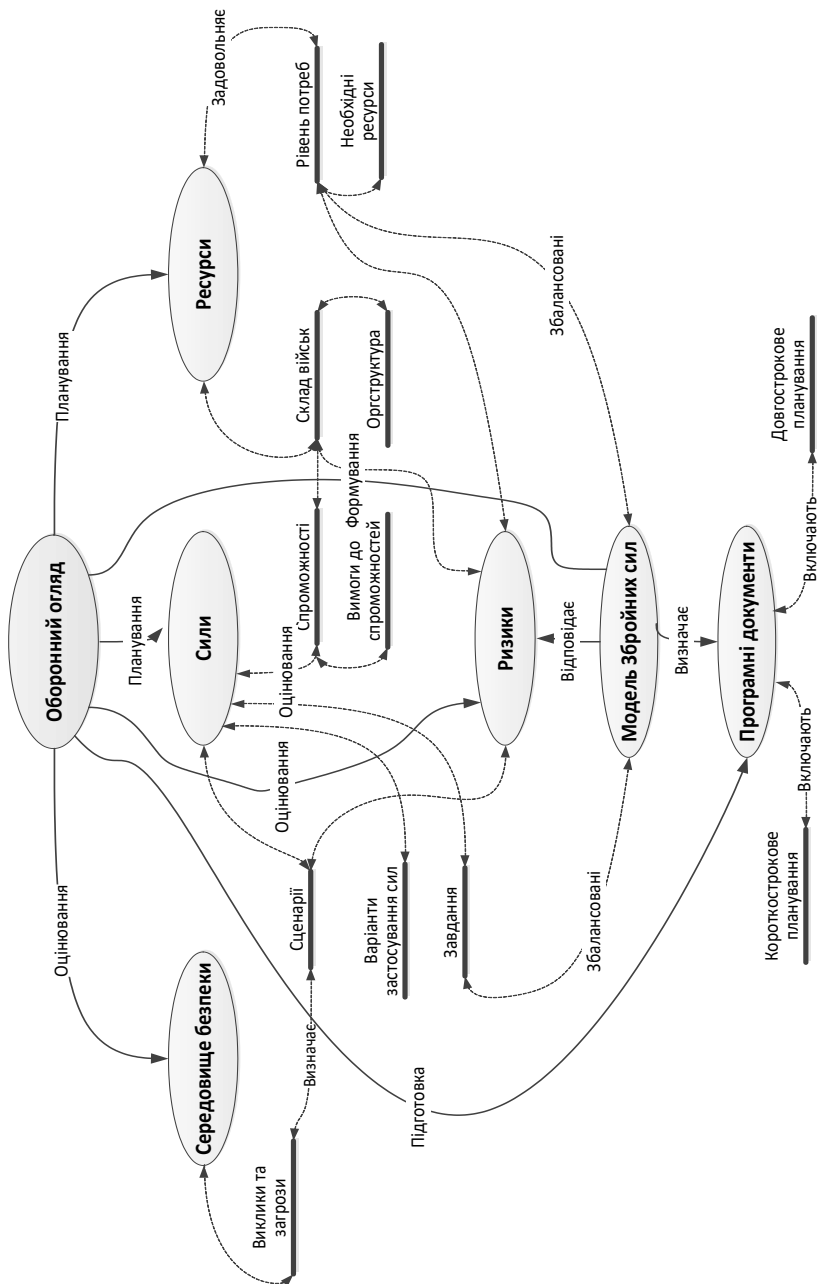 Оборонний огляд
Оцінювання
Планування
Планування
Середовище безпеки
Сили
Ресурси
Задовольняє
Виклики та
загрози
Визначає
Сценарії
Оцінювання
Оцінювання
Оцінювання
Спроможності
Вимоги до
спроможностей
Формування
Склад військ
Оргструктура
Рівень потреб
Необхідні
ресурси
Варіанти
застосування сил
Завдання
Підготовка
Збалансовані
Ризики
Збалансовані
Відповідає
Модель Збройних сил
Визначає
Програмні документи
Включають
Включають
Короткострокове
планування
Довгострокове
планування